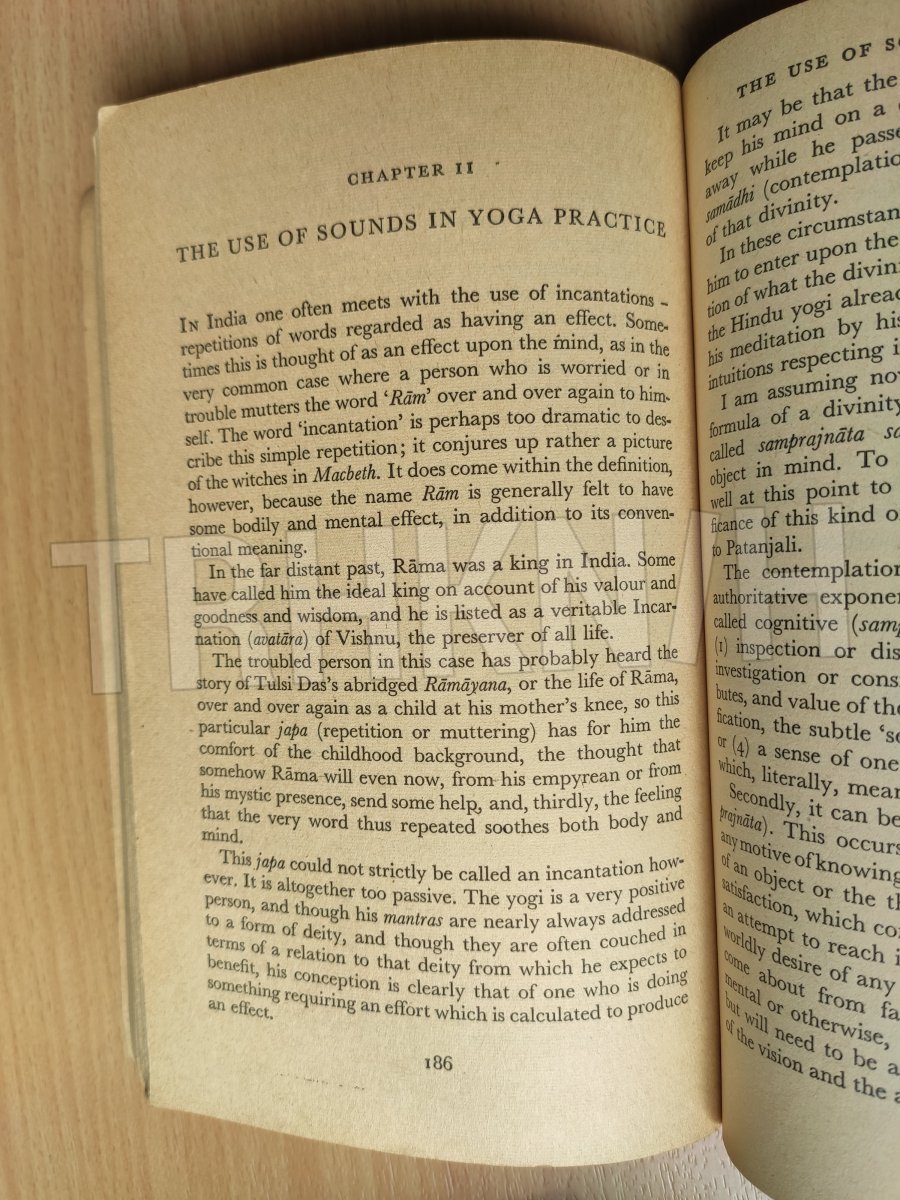 CHAPTER 11
THE USE OF SOUNDS IN YOGA PRACTICE
IN India one often meets with the use of incantations –
repetitions of words regarded as having an effect. Some-
times this is thought of as an effect upon the mind, as in the
very common case where a person who is worried or in
trouble mutters the word ‘Rām’ over and over again to him-
self. The word ‘incantation’ is perhaps too dramatic to des-
cribe this simple repetition; it conjures up rather a picture
of the witches in Macbeth. It does come within the definition,
however, because the name Rām is generally felt to have
some bodily and mental effect, in addition to its conven-
tional meaning.
In the far distant past, Rāma was a king in India. Some
have called him the ideal king on account of his valour and
goodness and wisdom, and he is listed as a veritable Incar-
nation (avatāra) of Vishnu, the preserver of all life.
The troubled person in this case has probably heard the
story of Tulsi Das’s abridged Rāmāyana, or the life of Rāma,
over and over again as a child at his mother’s knee, so this
particular japa (repetition or muttering) has for him the
comfort of the childhood background, the thought that
somehow Rāma will even now, from his empyrean or from
his mystic presence, send some help, and, thirdly, the feeling
that the very word thus repeated soothes both body and
mind.
This japa could not strictly be called an incantation how-
ever. It is altogether too passive. The yogi is a very positive
person, and though his mantras are nearly always addressed
to a form of deity, and though they are often couched in
terms of a relation to that deity from which he expects to
benefit, his conception is clearly that of one who is doing
something requiring an effort which is calculated to produce
an effect.
186
THE USE OF
It may be that the
keep his mind on a
away while he
samādhi
of that divinity.
In these
him to enter upon the
tion of what the
the Hindu yogi
his meditation by his
intuitions respecting
I am assuming
formula of a divinity
called samprajnāta
object in mind. To
well at this point to
ficance of this kind
to Patanjali.
The contemplation
authoritative
called cognitive
(1) inspection or
investigation or
butes, and value of
fication, the subtle
or (4) a sense of one
which, literally,
Secondly, it can be
prajnāta). This occurs
any motive of knowing
of an object or the
satisfaction, which
an attempt to reach
worldly desire of any
come about from
mental or otherwise,
but will need to be
of the vision and the